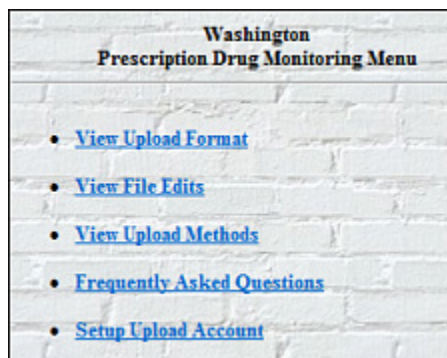 Washington
Prescription Drug Monitoring Menu
View Upload Format
View File Edits
View Upload Methods
Frequently Asked Questions
Setup Upload Account